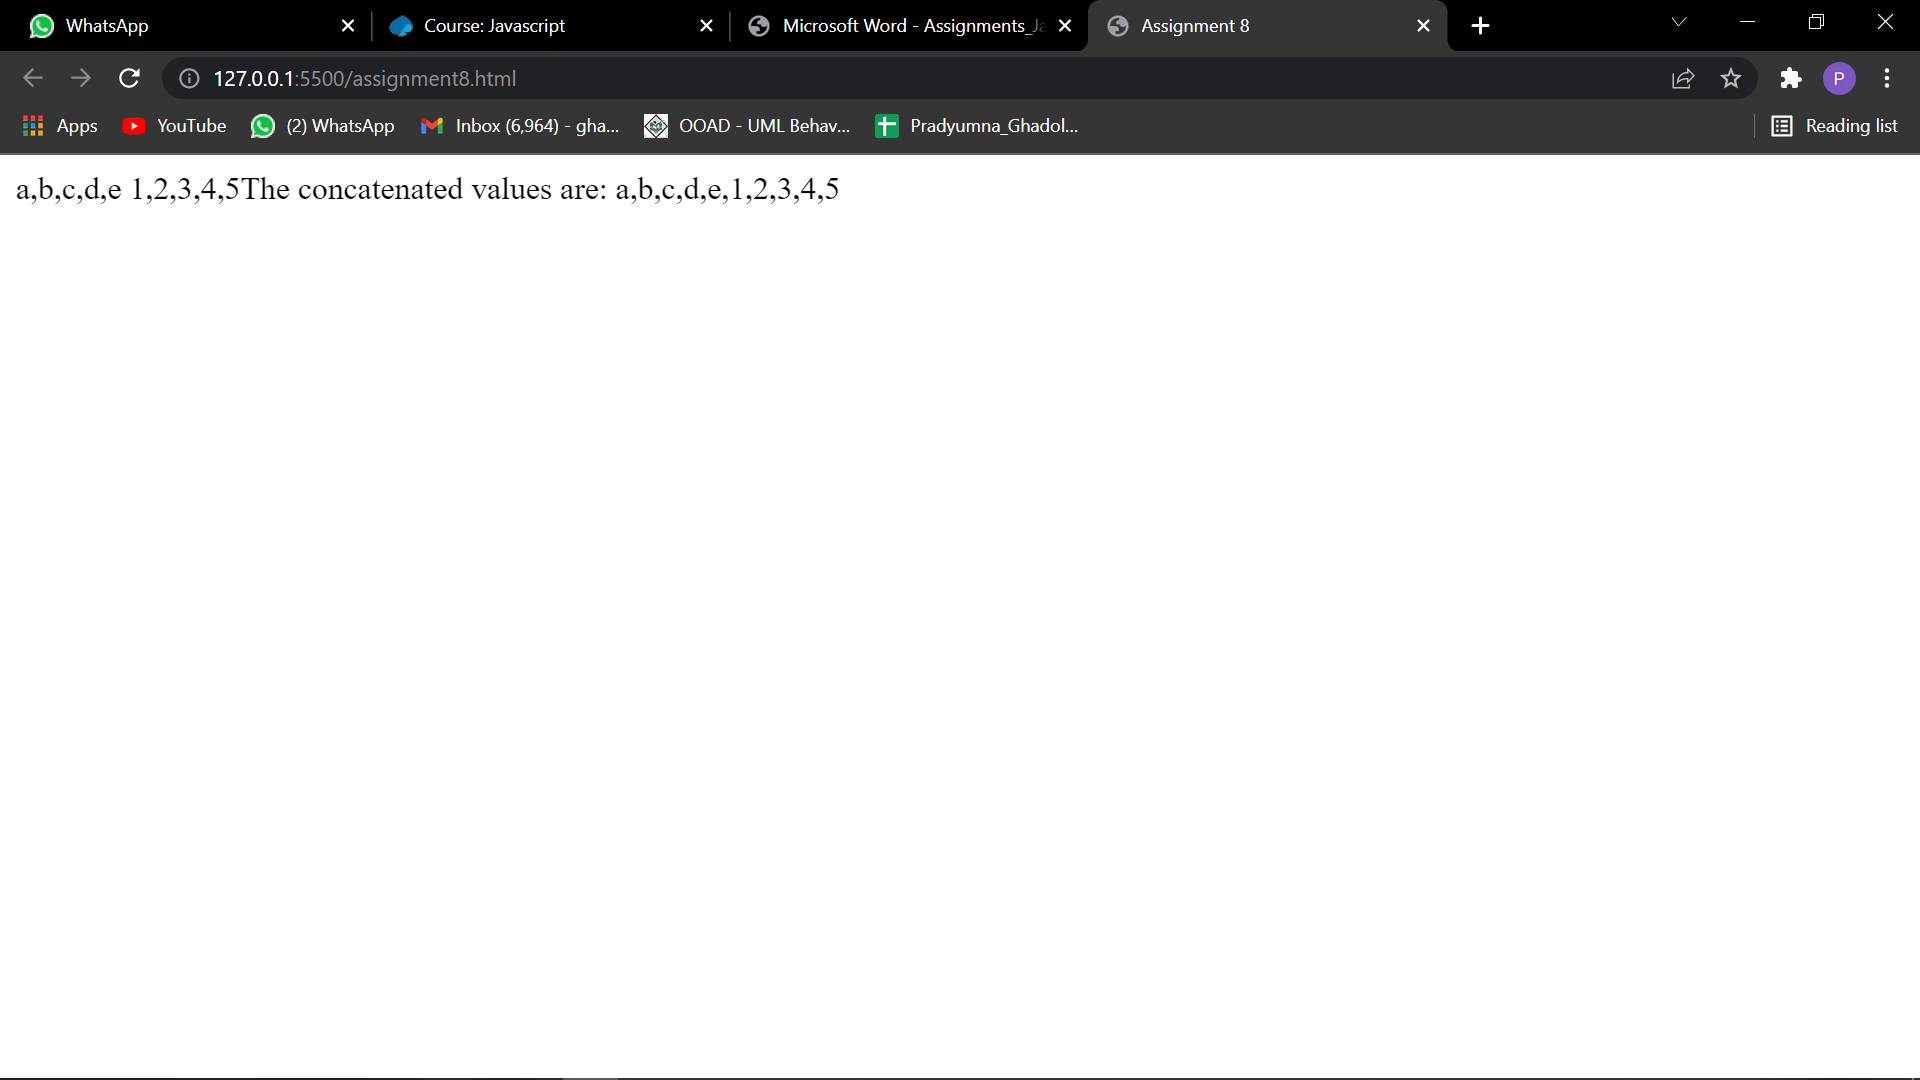 WhatsApp
Course: Javascript
Microsoft Word - Assignments_Ja
Assignment 8
127.0.0.1:5500/assignment8.html
P
Apps
YouTube
(2) WhatsApp
Inbox (6,964) - gha...
OOAD - UML Behav...
Pradyumna_Ghadol...
Reading list
a,b,c,d,e 1,2,3,4,5The concatenated values are: a,b,c,d,e,1,2,3,4,5